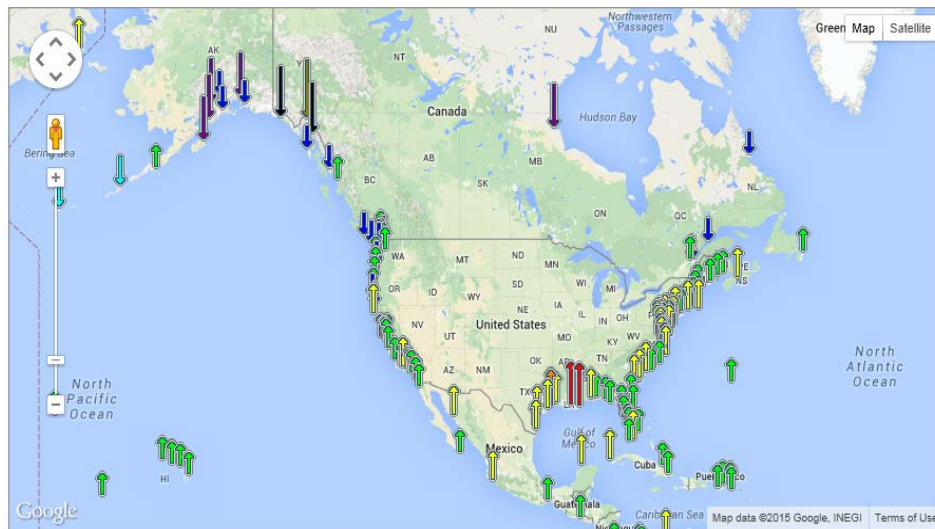 Northwestern
Passages
NU
Green
Map
Satellite
AK
NT
Canada
Hudson Bay
Bering Sea
AB
MB
BC
SK
NL
ON
QC
WA
MT
ND
MN
PE
NS
OR
ID
SD
WI
MI
WY
IA
NV
UT
United States
IN
OH
MO
WV
North
Pacific
Ocean
AZ
NM
OK
TN
TX
LA
North
Atlantic
Ocean
Mexico
Gulf of
Mexico
HI
Cuba
Puerto Rico
Guatemala
Caribbean Sea
Google
Map data ©2015 Google, INEGI
Terms of Use